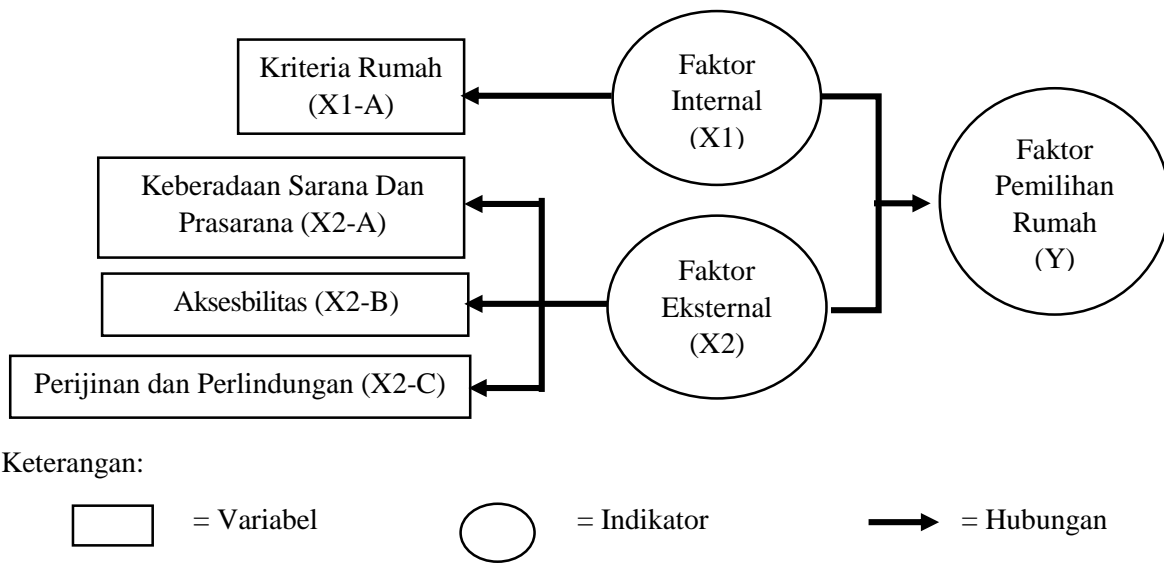 Kriteria Rumah
(X1-A)
Faktor
Internal
(X1)
Keberadaan Sarana Dan
Prasarana (X2-A)
Faktor
Pemilihan
Rumah
(Y)
Aksesbilitas (X2-B)
Faktor
Eksternal
(X2)
Perijinan dan Perlindungan (X2-C)
Keterangan:
= Variabel
= Indikator
= Hubungan